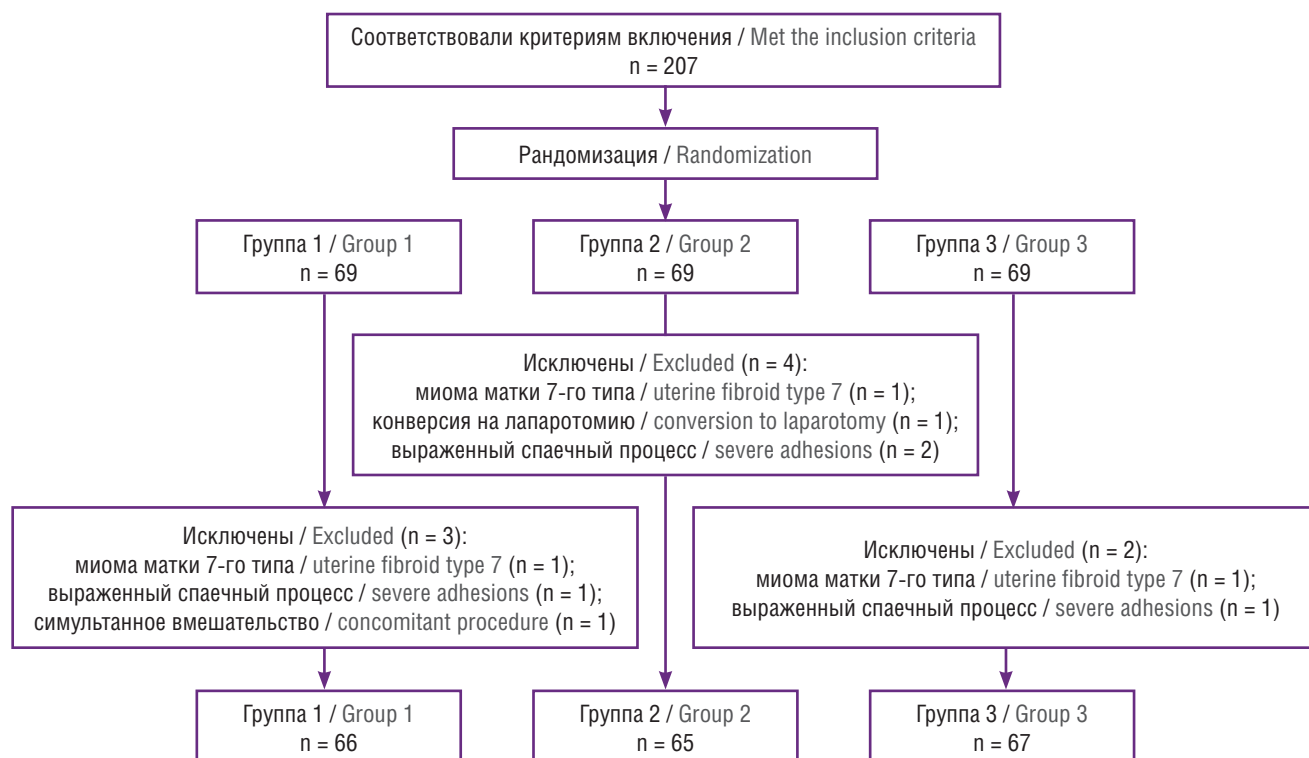 Соответствовали критериям включения / Met the inclusion criteria
n = 207
Рандомизация / Randomization
Группа 1 / Group 1
n = 69
Группа 2 / Group 2
n = 69
Группа 3 / Group 3
n = 69
Исключены / Excluded (n = 4):
миома матки 7-го типа / uterine fibroid type 7 (n = 1);
конверсия на лапаротомию / conversion to laparotomy (n = 1);
выраженный спаечный процесс / severe adhesions (n = 2)
Исключены / Excluded (n = 3):
миома матки 7-го типа / uterine fibroid type 7 (n = 1);
выраженный спаечный процесс / severe adhesions (n = 1);
симультанное вмешательство / concomitant procedure (n = 1)
Исключены / Excluded (n = 2):
миома матки 7-го типа / uterine fibroid type 7 (n = 1);
выраженный спаечный процесс / severe adhesions (n = 1)
Группа 1 / Group 1
n = 66
Группа 2 / Group 2
n = 65
Группа 3 / Group 3
n = 67